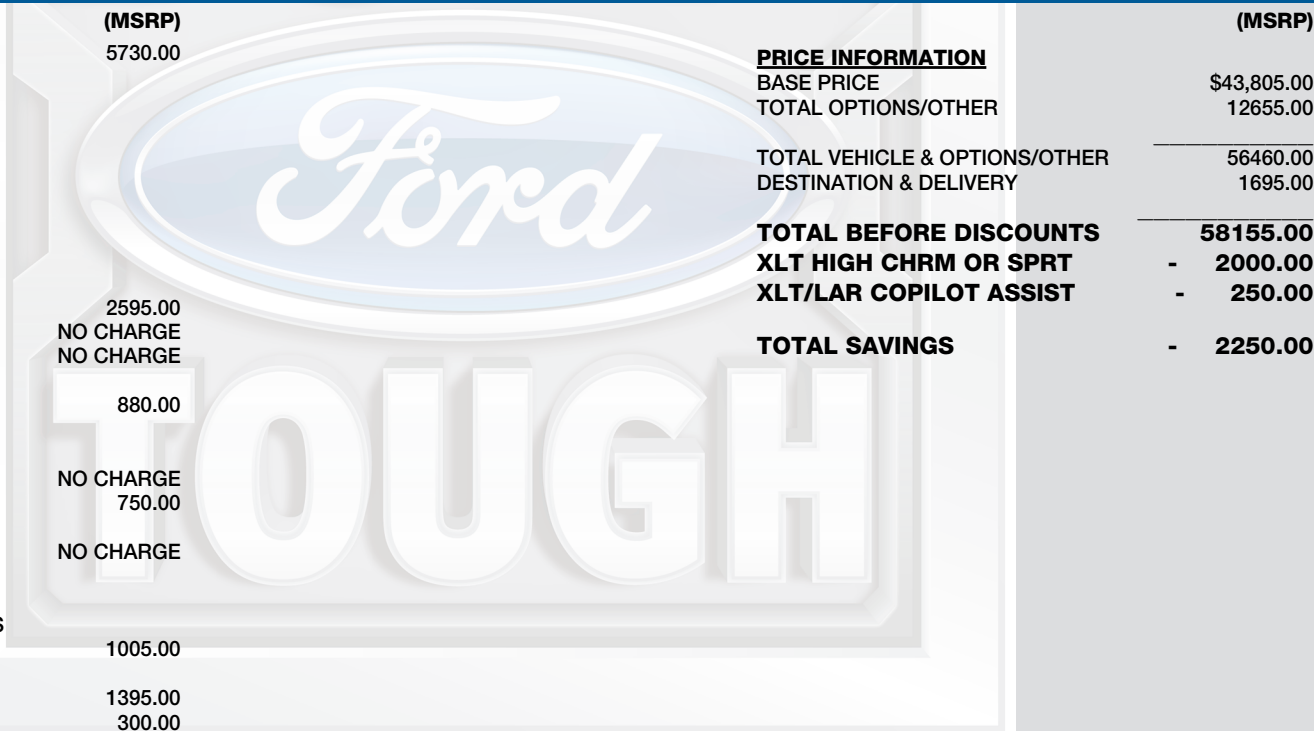 (MSRP)
5730.00
2595.00
NO CHARGE
NO CHARGE
880.00
NO CHARGE
750.00
NO CHARGE
S
1005.00
1395.00
300.00
Ford
TOUGH
(MSRP)
PRICE INFORMATION
BASE PRICE $43,805.00
TOTAL OPTIONS/OTHER 12655.00
TOTAL VEHICLE & OPTIONS/OTHER 56460.00
DESTINATION & DELIVERY 1695.00
TOTAL BEFORE DISCOUNTS 58155.00
XLT HIGH CHRM OR SPRT - 2000.00
XLT/LAR COPILOT ASSIST - 250.00
TOTAL SAVINGS - 2250.00